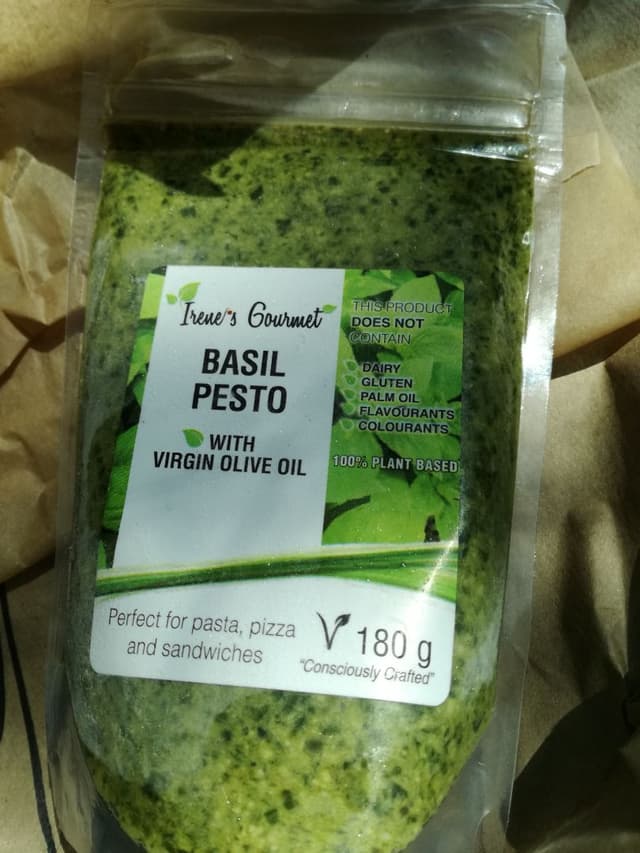 Irene's Gourmet
BASIL
PESTO
WITH
VIRGIN OLIVE OIL
THIS PRODUCT
DOES NOT
CONTAIN
DAIRY
GLUTEN
PALM OIL
FLAVOURANTS
COLOURANTS
100% PLANT BASED
Perfect for pasta, pizza
and sandwiches
V 180 g
"Consciously Crafted"